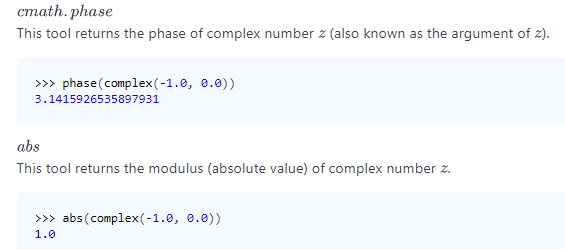 cmath.phase
This tool returns the phase of complex number z (also known as the argument of z).
>>> phase(complex(-1.0, 0.0))
3.1415926535897931
abs
This tool returns the modulus (absolute value) of complex number z.
>>> abs(complex(-1.0, 0.0))
1.0